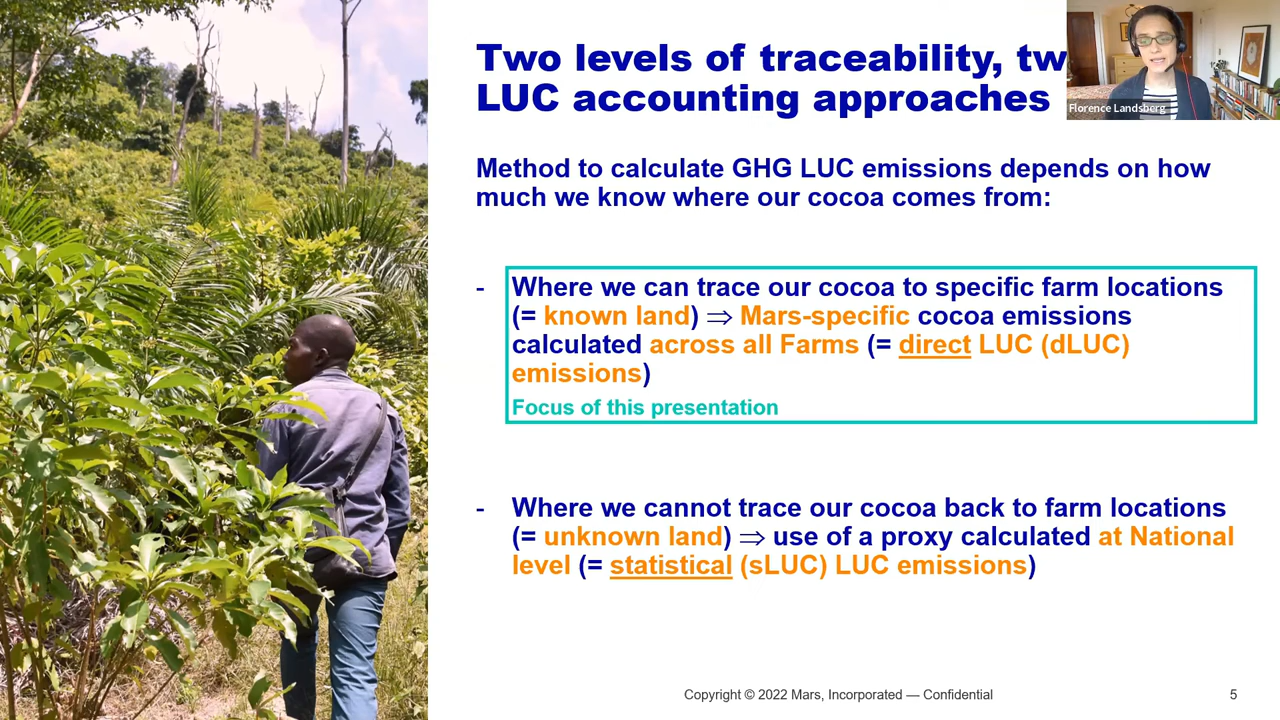 Two levels of traceability, tw
LUC accounting approaches
Florence Landsberg
Method to calculate GHG LUC emissions depends on how
much we know where our cocoa comes from:
- Where we can trace our cocoa to specific farm locations
(= known land) ⇒ Mars-specific cocoa emissions
calculated across all Farms (= direct LUC (dLUC)
emissions)
Focus of this presentation
- Where we cannot trace our cocoa back to farm locations
(= unknown land) ⇒ use of a proxy calculated at National
level (= statistical (sLUC) LUC emissions)
Copyright © 2022 Mars, Incorporated — Confidential
5